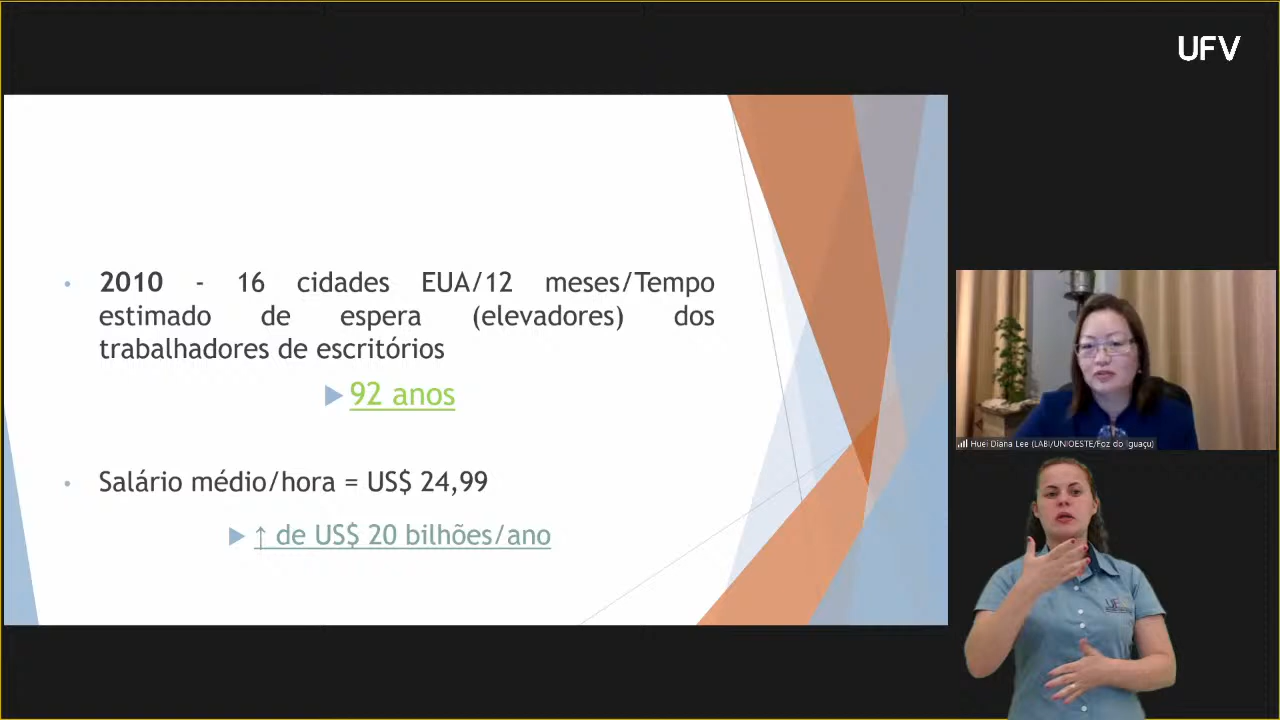 UFV
2010 - 16 cidades EUA/12 meses/Tempo
estimado de espera (elevadores) dos
trabalhadores de escritórios
92 anos
Salário médio/hora = US$ 24,99
↑ de US$ 20 bilhões/ano
Huei Diana Lee (LABI/UNIOESTE/Foz do Iguaçu)